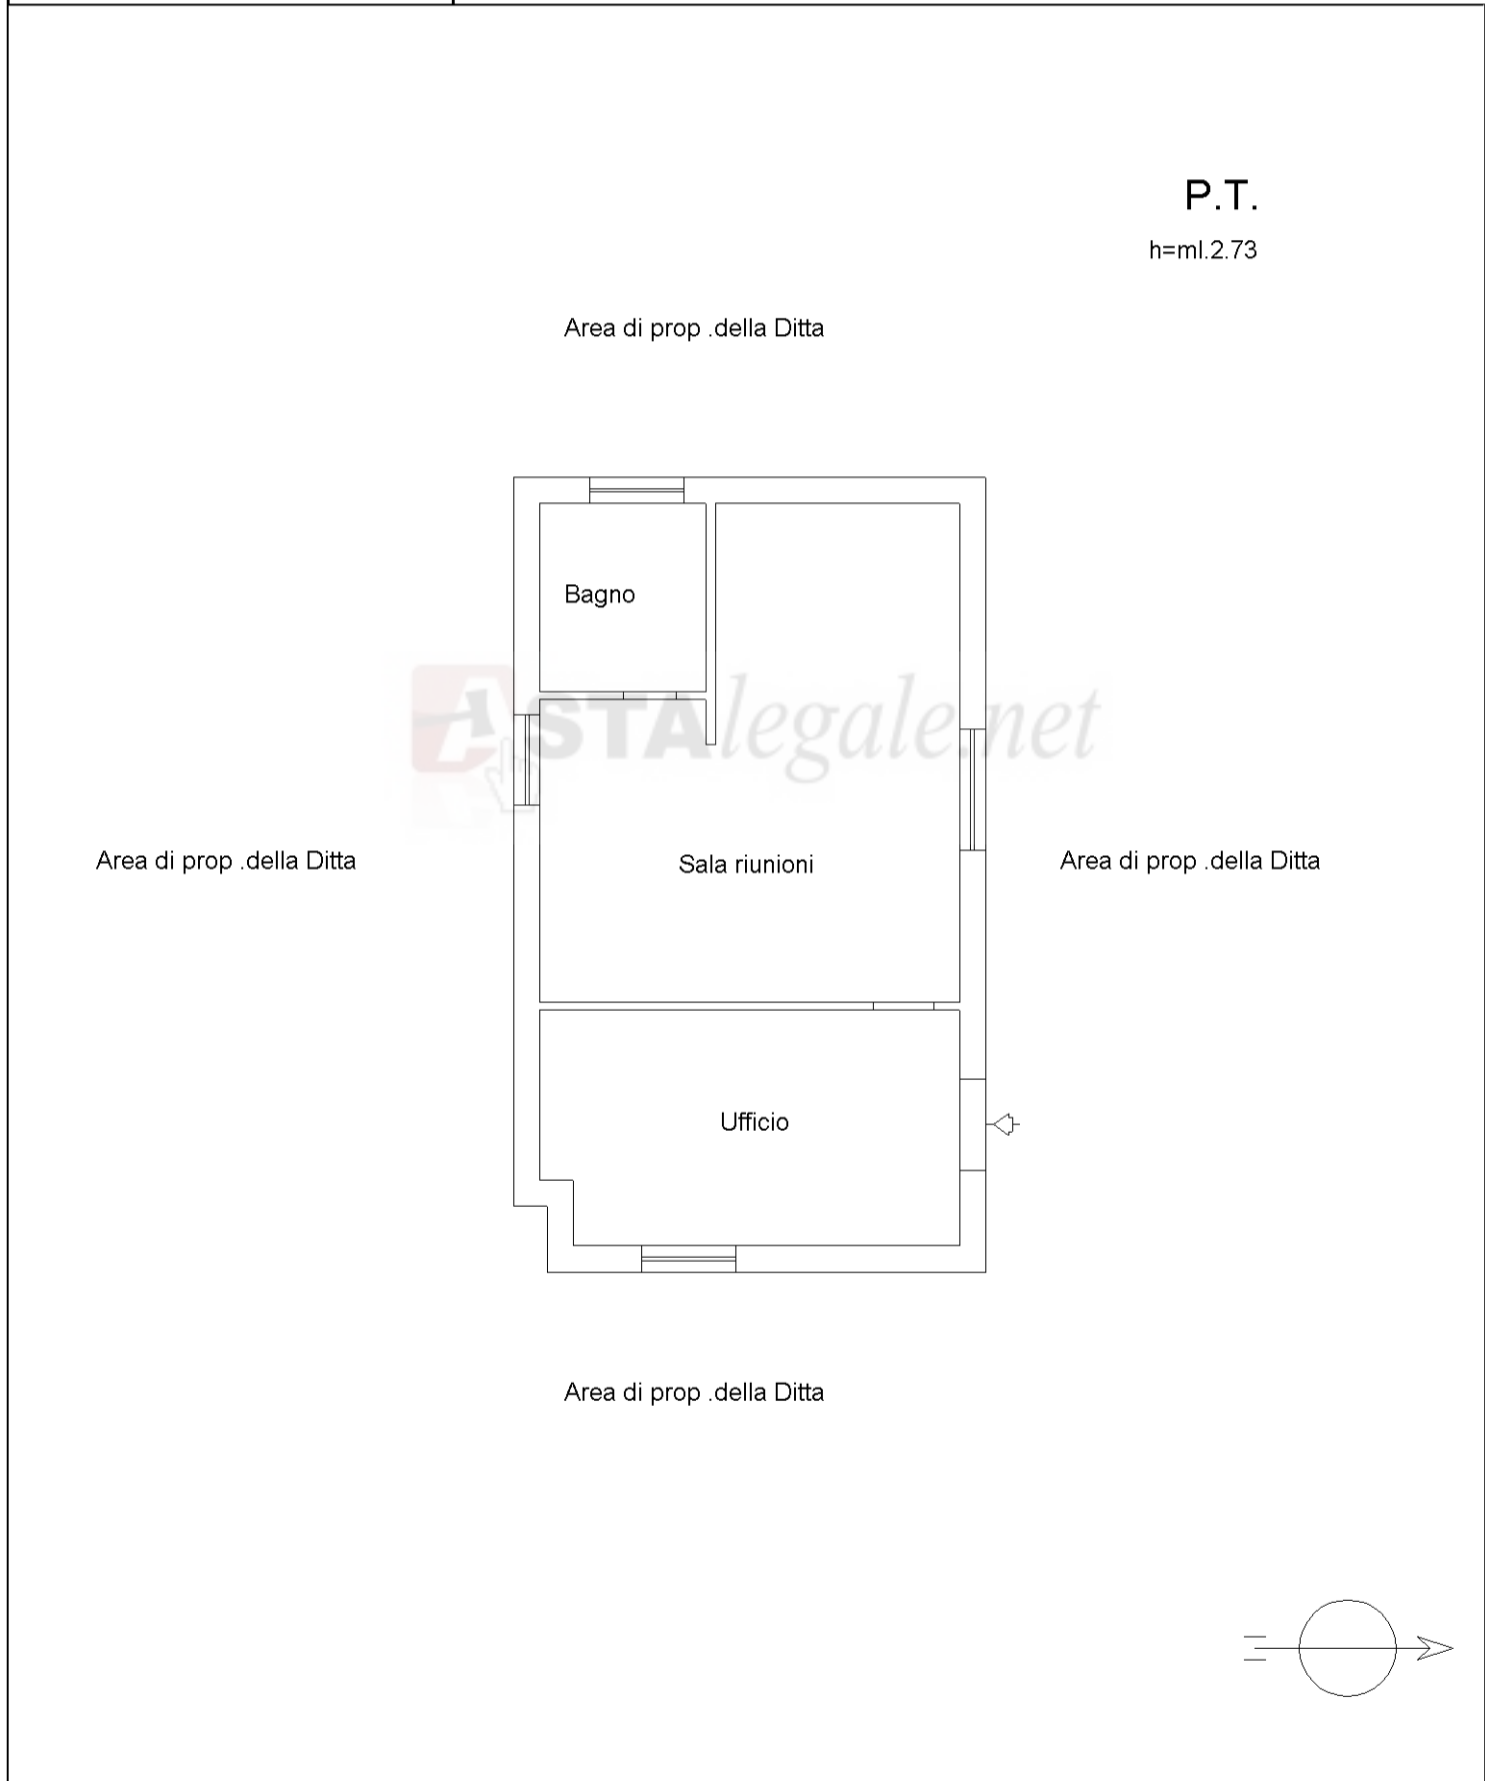 P.T.
h=ml.2.73
Area di prop .della Ditta
Bagno
ASTAlegale.net
Area di prop .della Ditta
Sala riunioni
Area di prop .della Ditta
Ufficio
Area di prop .della Ditta